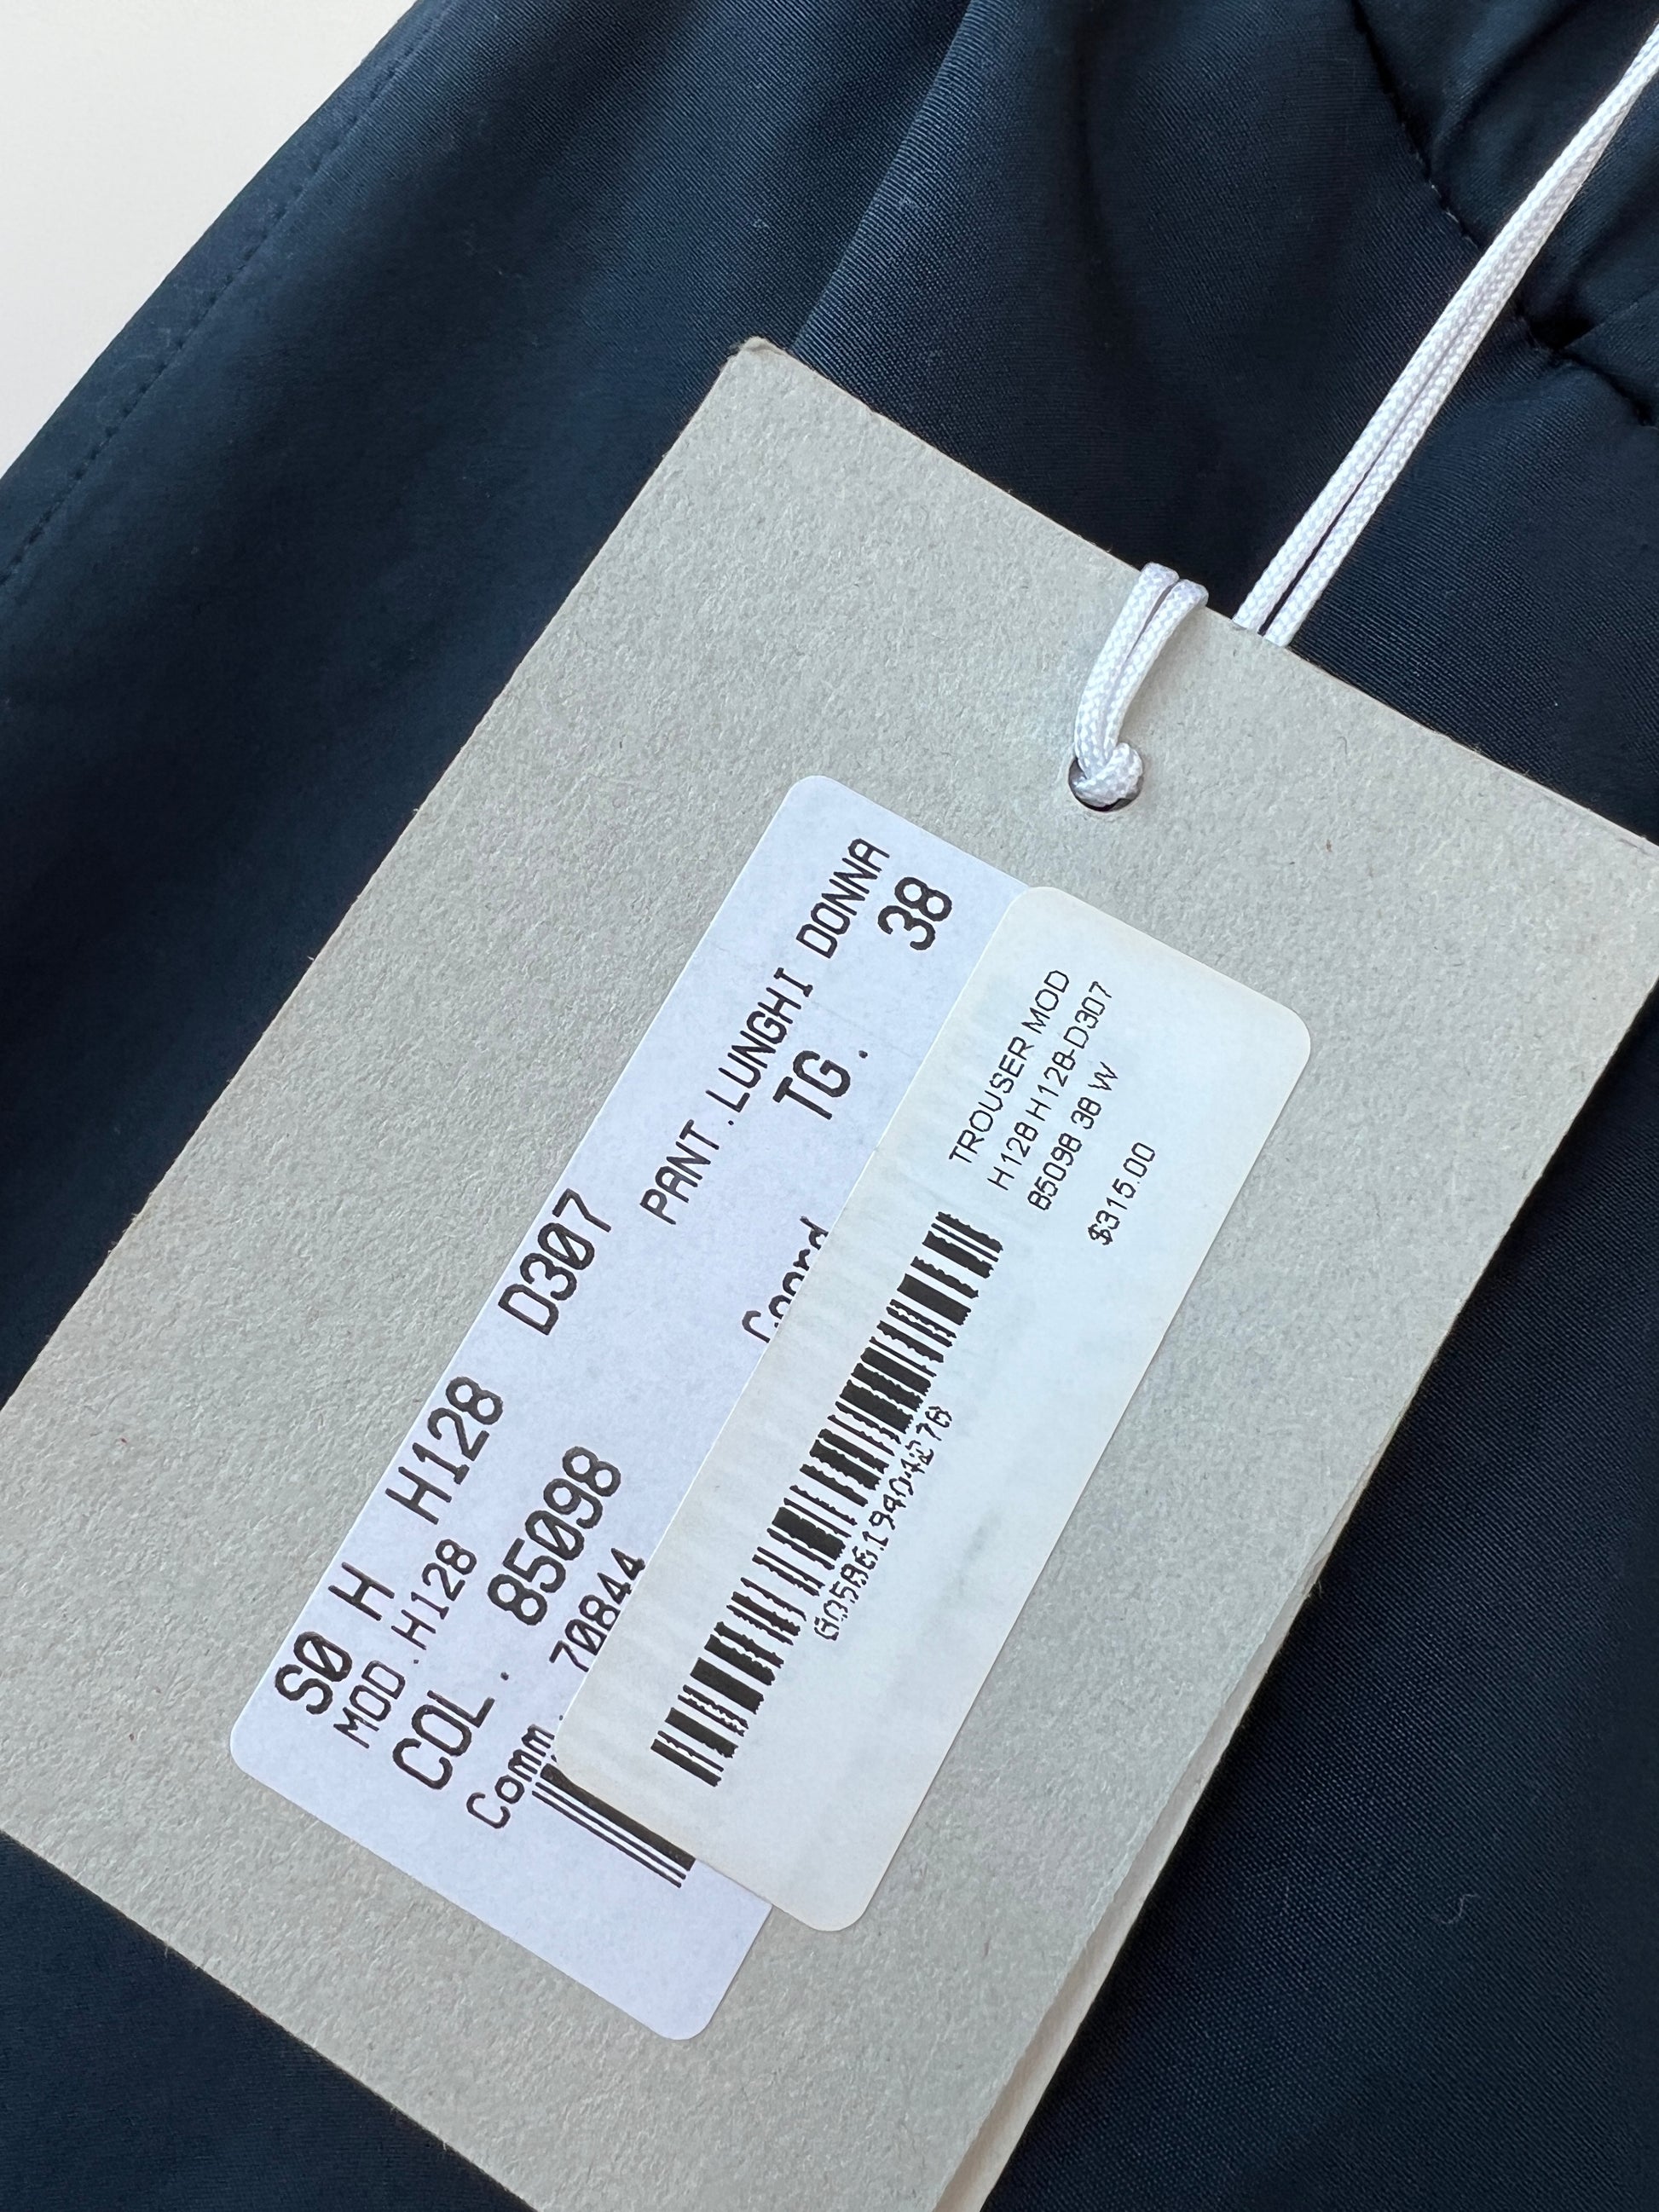 S0 H H128 D307
MOD.H128 PANT.LUNGHI DONNA
COL. 85098 TG. 38
Comm. 70844 Coord
TROUSER MOD
H128 H128-D307
85098 38 W
$315.00